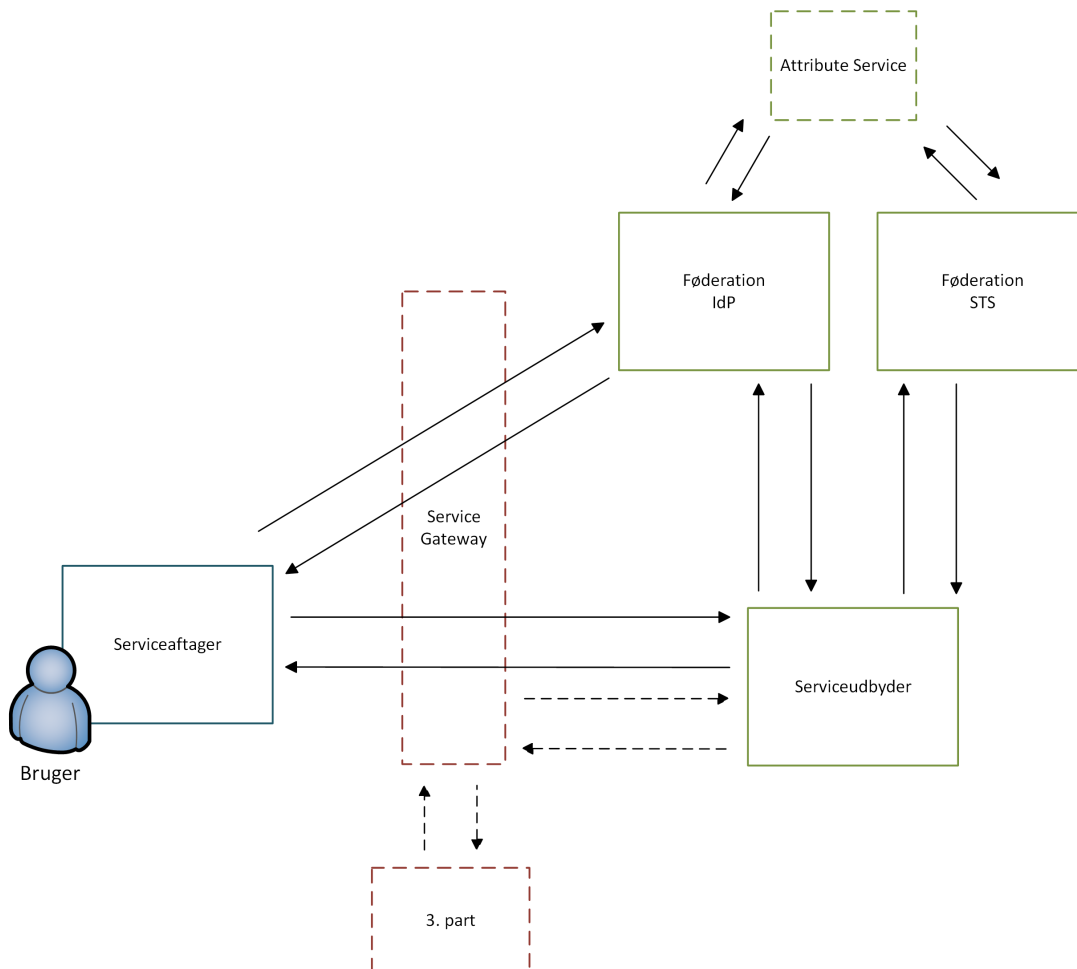 Attribute Service
Føderation
IdP
Føderation
STS
Service
Gateway
Serviceaftager
Serviceudbyder
Bruger
3. part